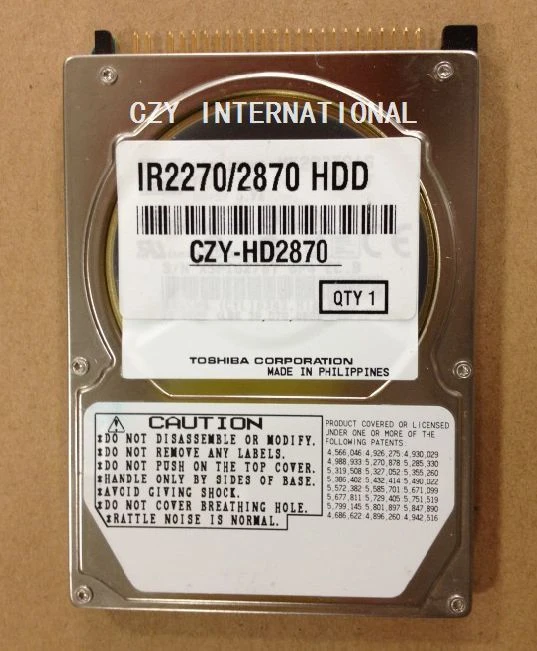 CZY INTERNATIONAL
IR2270/2870 HDD
CZY-HD2870
QTY 1
TOSHIBA CORPORATION
MADE IN PHILIPPINES
CAUTION
*DO NOT DISASSEMBLE OR MODIFY.
*DO NOT REMOVE ANY LABELS.
*DO NOT PUSH ON THE TOP COVER.
*HANDLE ONLY BY SIDES OF BASE.
*AVOID GIVING SHOCK.
*DO NOT COVER BREATHING HOLE.
*RATTLE NOISE IS NORMAL.
PRODUCT COVERED OR LICENSED
UNDER ONE OR MORE OF THE
FOLLOWING PATENTS:
4,566,046 4,926,275 4,930,029
4,988,933 5,270,878 5,285,330
5,319,508 5,327,052 5,355,260
5,386,402 5,432,414 5,490,022
5,572,382 5,585,701 5,671,099
5,677,811 5,729,405 5,751,519
5,799,145 5,801,897 5,847,890
4,686,622 4,896,260 4,942,516